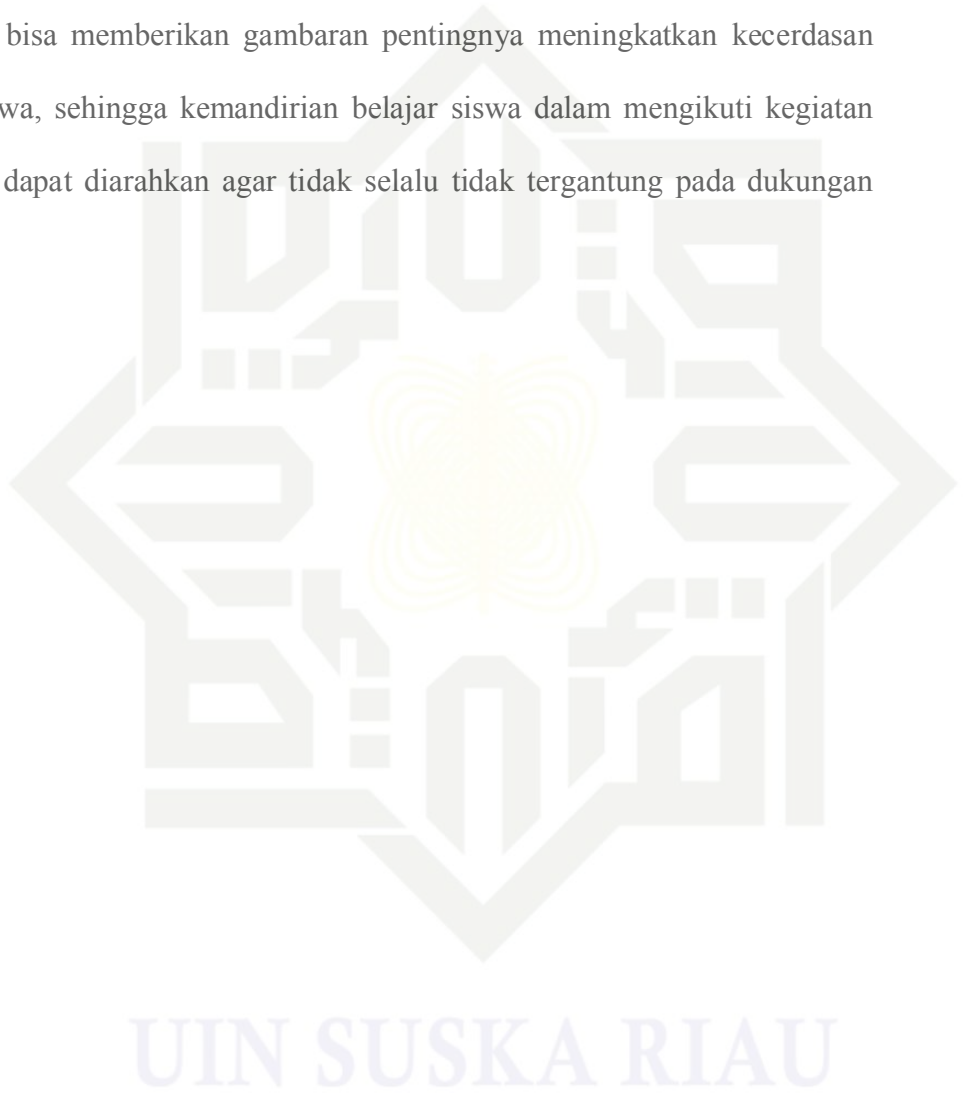 bisa memberikan gambaran pentingnya meningkatkan kecerdasan
wa, sehingga kemandirian belajar siswa dalam mengikuti kegiatan
dapat diarahkan agar tidak selalu tidak tergantung pada dukungan
UIN SUSKA RIAU